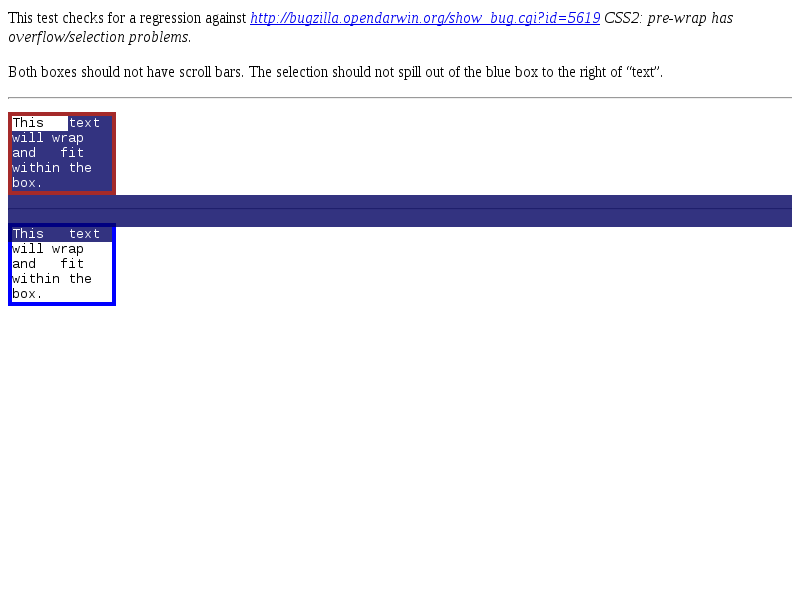 This test checks for a regression against http://bugzilla.opendarwin.org/show_bug.cgi?id=5619 CSS2: pre-wrap has
overflow/selection problems.
Both boxes should not have scroll bars. The selection should not spill out of the blue box to the right of “text”.
This   text
will wrap
and   fit
within the
box.
This   text
will wrap
and   fit
within the
box.